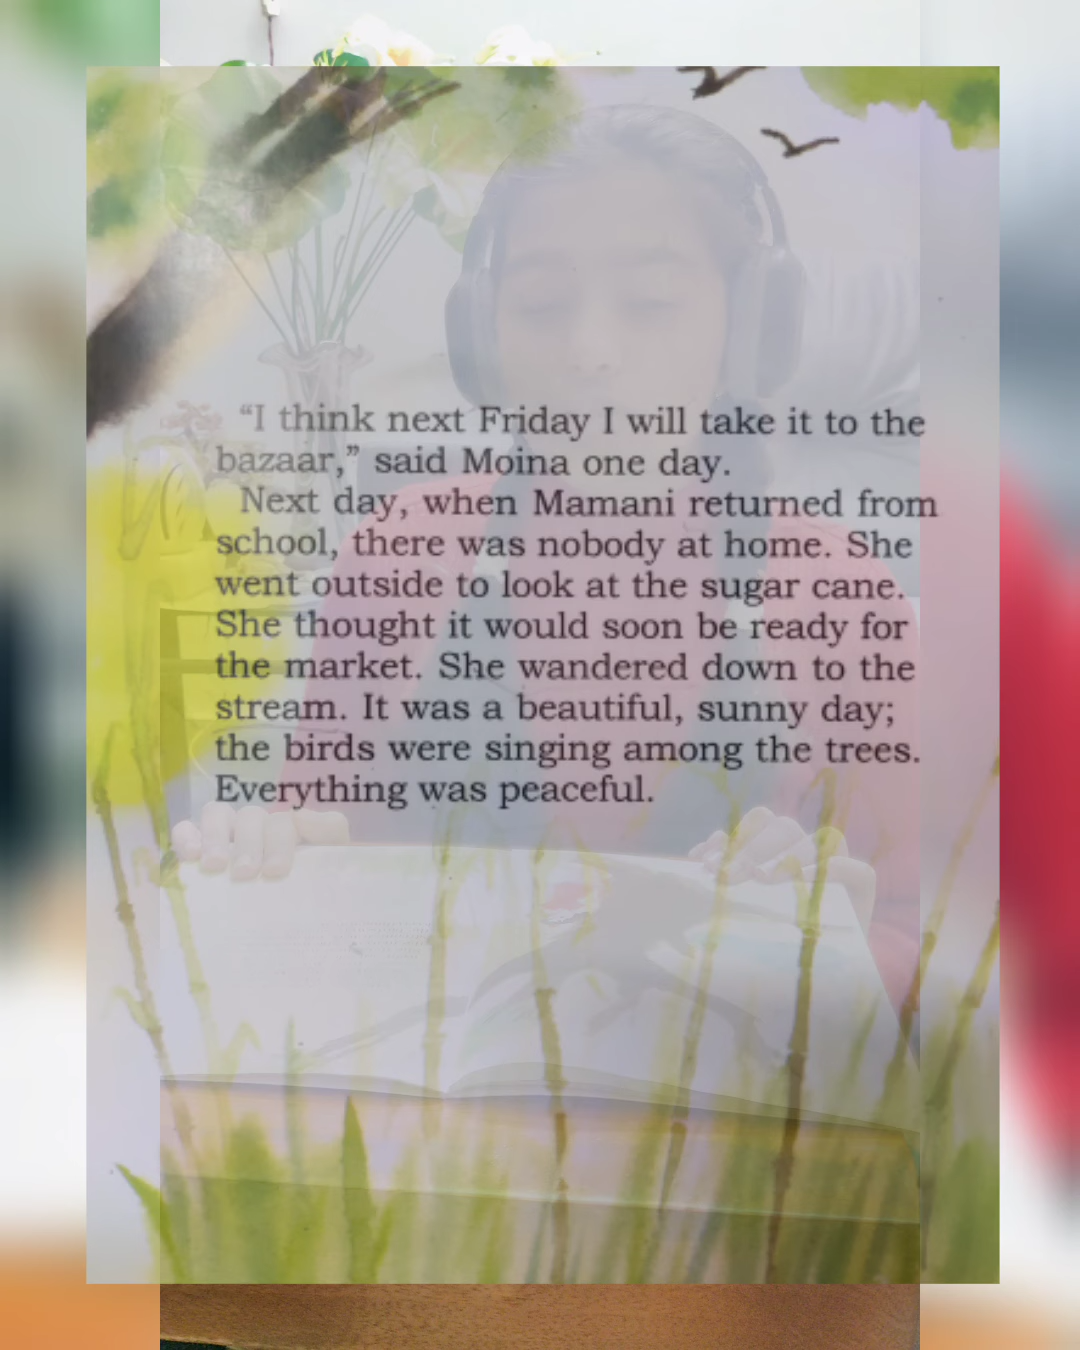 “I think next Friday I will take it to the
bazaar,” said Moina one day.
Next day, when Mamani returned from
school, there was nobody at home. She
went outside to look at the sugar cane.
She thought it would soon be ready for
the market. She wandered down to the
stream. It was a beautiful, sunny day;
the birds were singing among the trees.
Everything was peaceful.